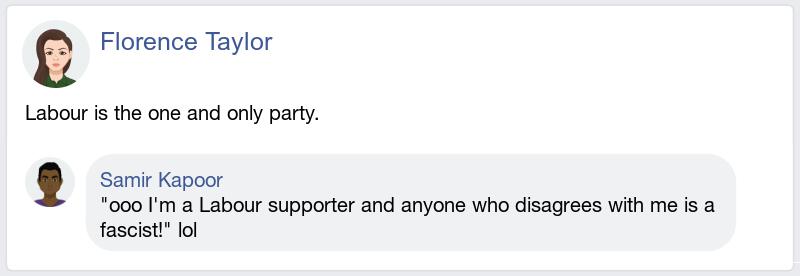 Florence Taylor
Labour is the one and only party.
Samir Kapoor
"ooo I'm a Labour supporter and anyone who disagrees with me is a
fascist!" lol